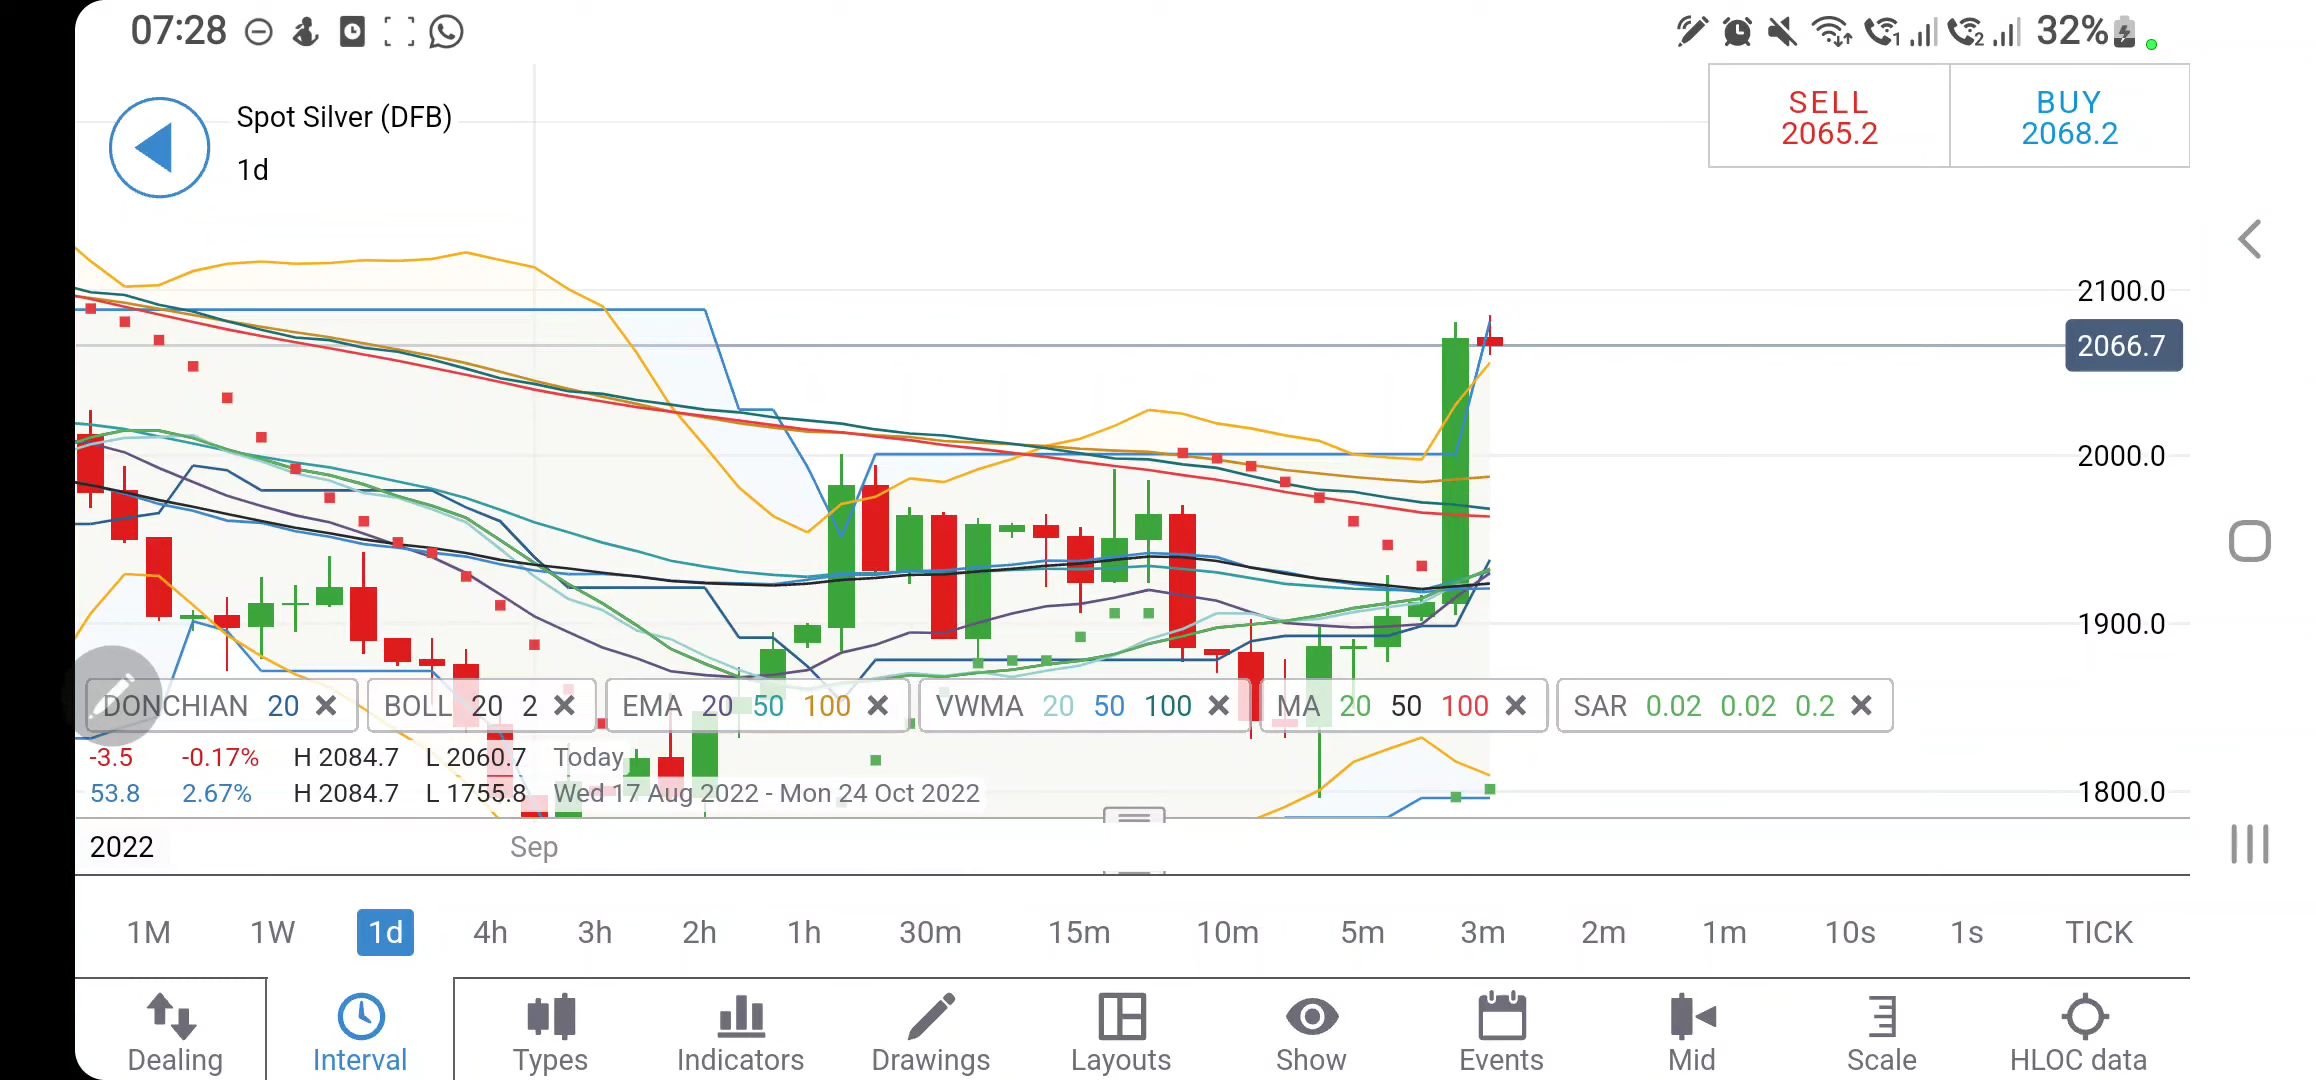 07:28
32%
Spot Silver (DFB)
1d
SELL
2065.2
BUY
2068.2
2100.0
2066.7
2000.0
1900.0
1800.0
DONCHIAN 20
BOLL 20 2
EMA 20 50 100
VWMA 20 50 100
MA 20 50 100
SAR 0.02 0.02 0.2
-3.5 -0.17% H 2084.7 L 2060.7 Today
53.8 2.67% H 2084.7 L 1755.8 Wed 17 Aug 2022 - Mon 24 Oct 2022
2022 Sep
1M 1W 1d 4h 3h 2h 1h 30m 15m 10m 5m 3m 2m 1m 10s 1s TICK
Dealing Interval Types Indicators Drawings Layouts Show Events Mid Scale HLOC data